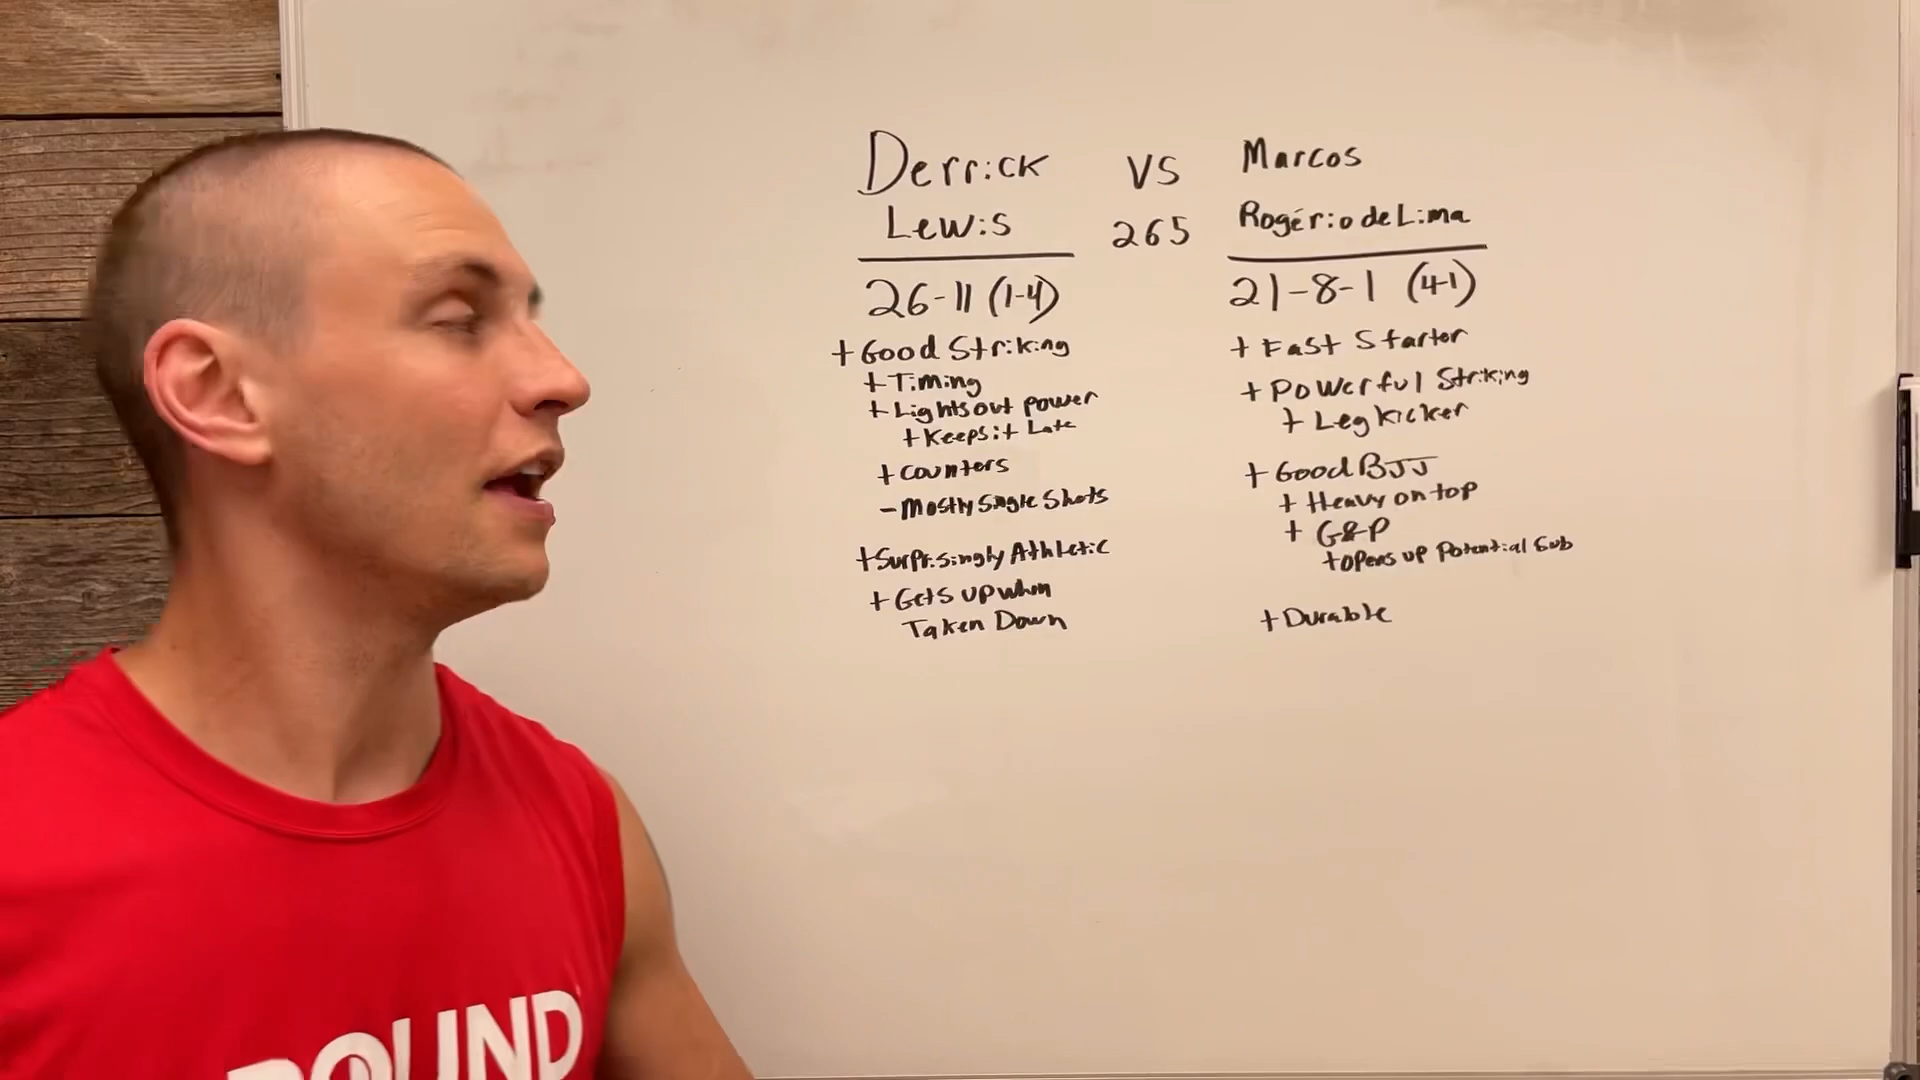 Derrick
Lewis
26-11 (1-4)
+ Good Striking
+ Timing
+ Lights out power
+ Keeps it Late
+ Counters
- Mostly Single Shots
+ Surprisingly Athletic
+ Gets up when
Taken Down
VS
265
Marcos
Rogério de Lima
21-8-1 (4-1)
+ Fast Starter
+ Powerful Striking
+ Leg Kicker
+ Good BJJ
+ Heavy on top
+ G&P
+ Opens up Potential Sub
+ Durable